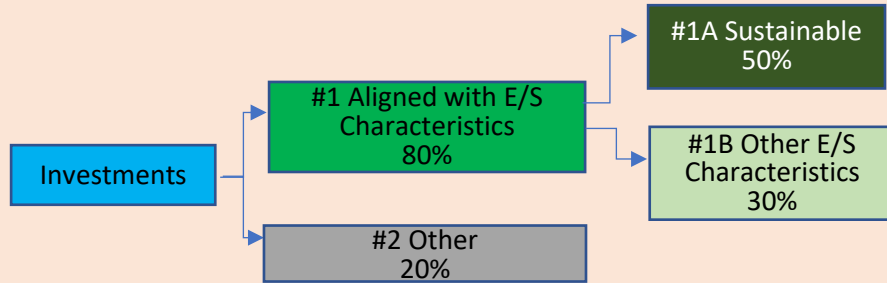 Investments
#1 Aligned with E/S
Characteristics
80%
#2 Other
20%
#1A Sustainable
50%
#1B Other E/S
Characteristics
30%